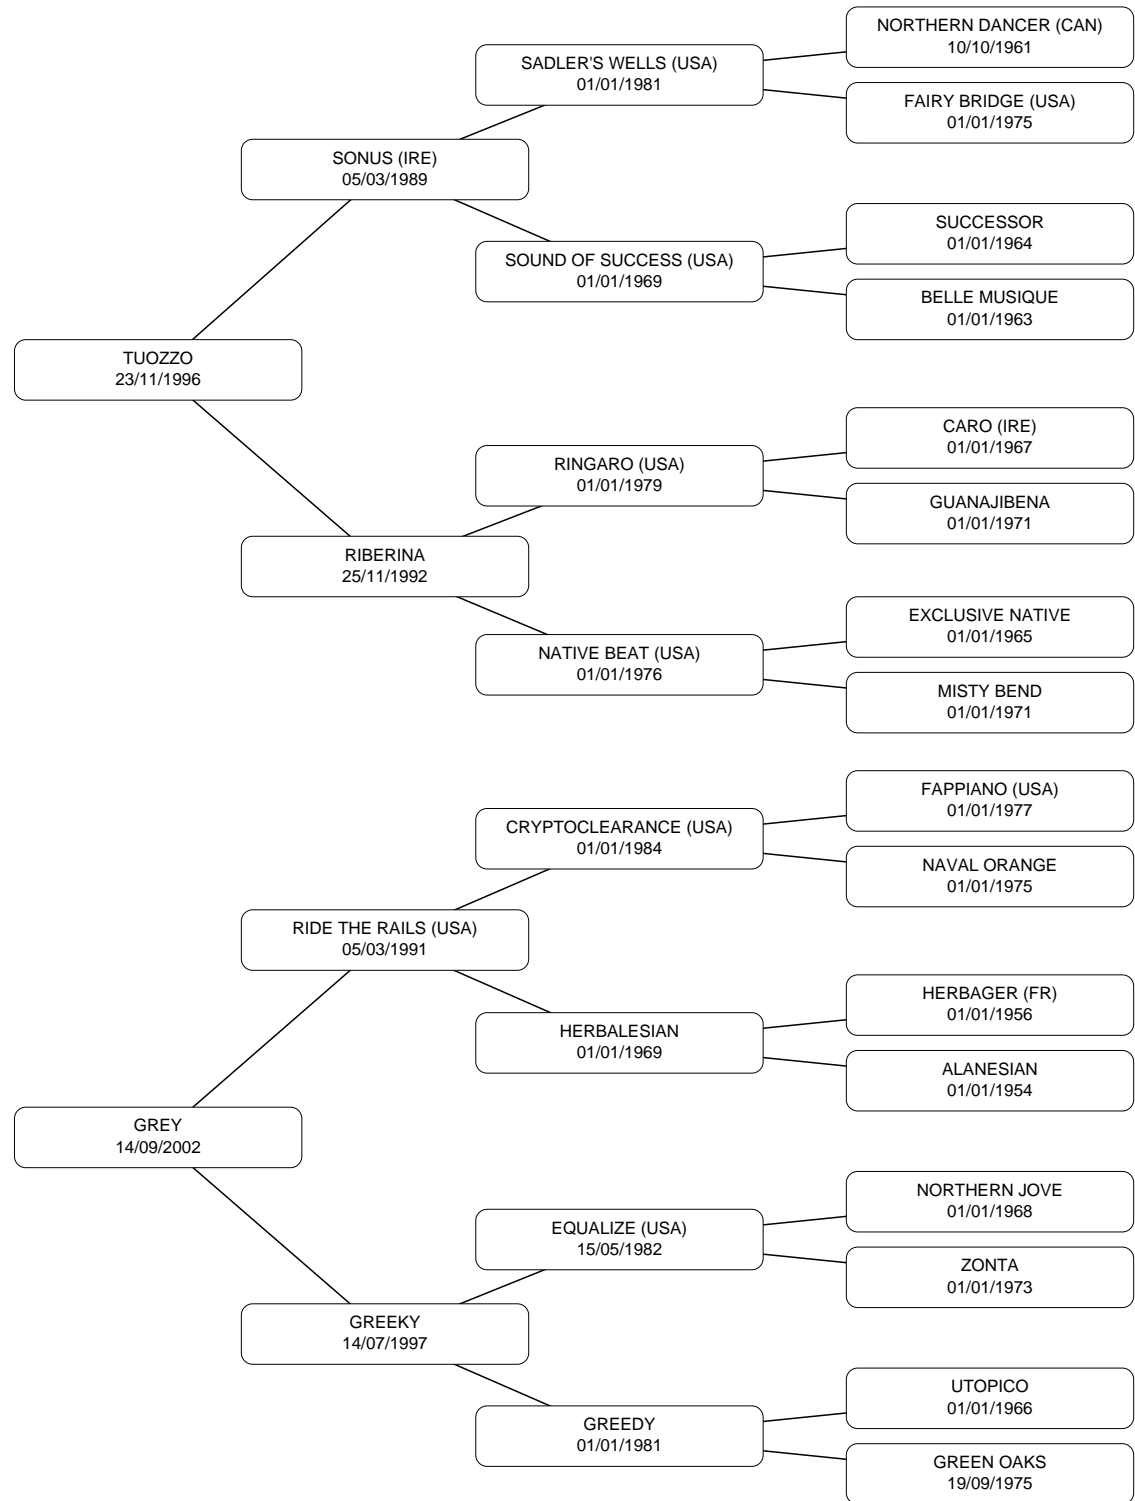 NORTHERN DANCER (CAN)
10/10/1961
SADLER'S WELLS (USA)
01/01/1981
FAIRY BRIDGE (USA)
01/01/1975
SONUS (IRE)
05/03/1989
SUCCESSOR
01/01/1964
SOUND OF SUCCESS (USA)
01/01/1969
BELLE MUSIQUE
01/01/1963
TUOZZO
23/11/1996
CARO (IRE)
01/01/1967
RINGARO (USA)
01/01/1979
GUANAJIBENA
01/01/1971
RIBERINA
25/11/1992
EXCLUSIVE NATIVE
01/01/1965
NATIVE BEAT (USA)
01/01/1976
MISTY BEND
01/01/1971
FAPPIANO (USA)
01/01/1977
CRYPTOCLEARANCE (USA)
01/01/1984
NAVAL ORANGE
01/01/1975
RIDE THE RAILS (USA)
05/03/1991
HERBAGER (FR)
01/01/1956
HERBALESIAN
01/01/1969
ALANESIAN
01/01/1954
GREY
14/09/2002
NORTHERN JOVE
01/01/1968
EQUALIZE (USA)
15/05/1982
ZONTA
01/01/1973
GREEKY
14/07/1997
UTOPICO
01/01/1966
GREEDY
01/01/1981
GREEN OAKS
19/09/1975